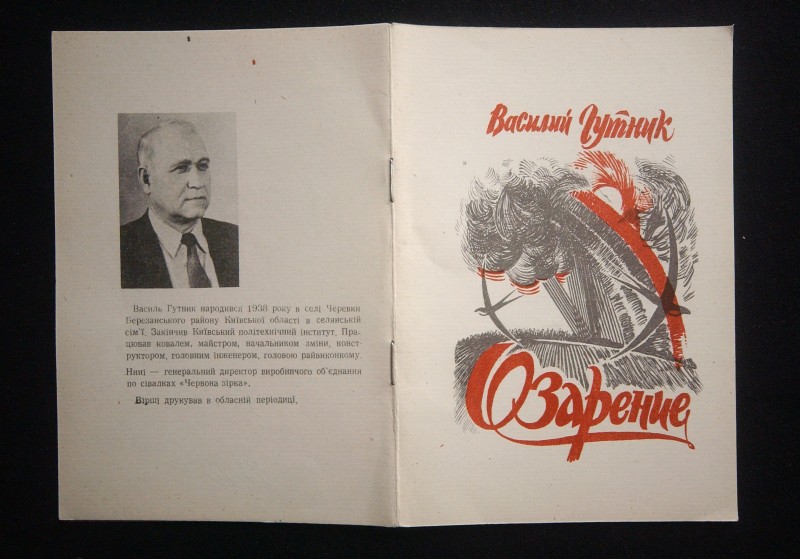 Василь Гутник народився 1938 року в селі Черевки
Березанського району Київської області в селянській
сім'ї. Закінчив Київський політехнічний інститут. Пра-
цював ковалем, майстром, начальником зміни, конст-
руктором, головним інженером, головою райвиконкому.
Нині — генеральний директор виробничого об'єднання
по сівалках «Червона зірка».
Вірші друкував в обласній періодиці.
Василий Гутник
Озарение